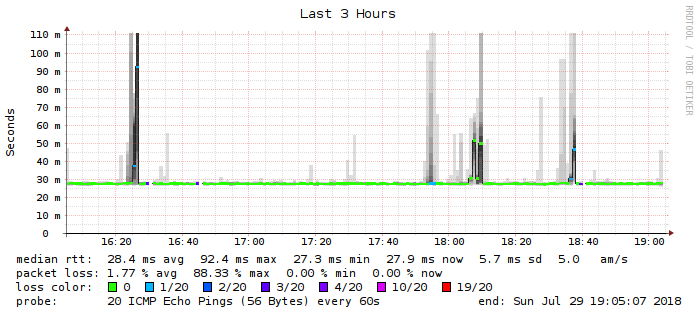 Last 3 Hours
RRDTOOL / TOBI OETIKER
Seconds
110 m
100 m
90 m
80 m
70 m
60 m
50 m
40 m
30 m
20 m
10 m
0
16:20 16:40 17:00 17:20 17:40 18:00 18:20 18:40 19:00
median rtt: 28.4 ms avg 92.4 ms max 27.3 ms min 27.9 ms now 5.7 ms sd 5.0 am/s
packet loss: 1.77 % avg 88.33 % max 0.00 % min 0.00 % now
loss color: 0 1/20 2/20 3/20 4/20 10/20 19/20
probe: 20 ICMP Echo Pings (56 Bytes) every 60s end: Sun Jul 29 19:05:07 2018